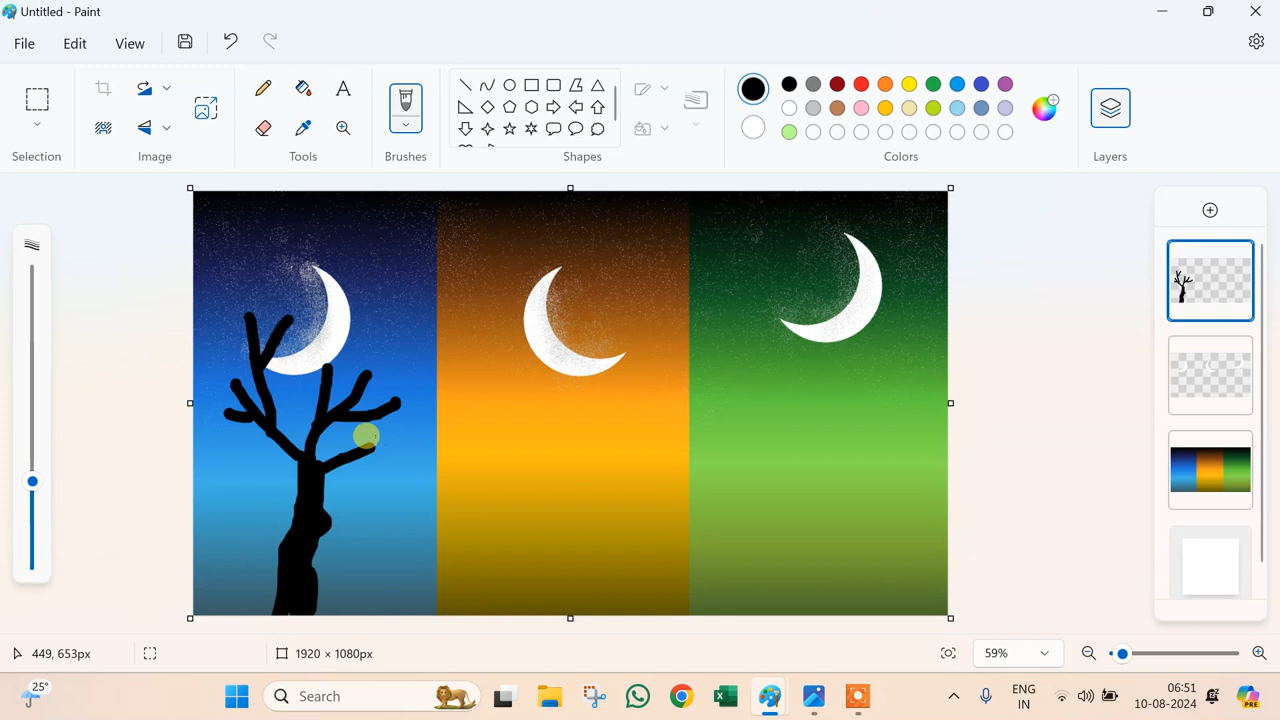 Untitled - Paint
File Edit View
Selection Image Tools Brushes Shapes Colors Layers
449, 653px 1920 × 1080px 59%
25° Search ENG 06:51
IN 10-08-2024
PRE